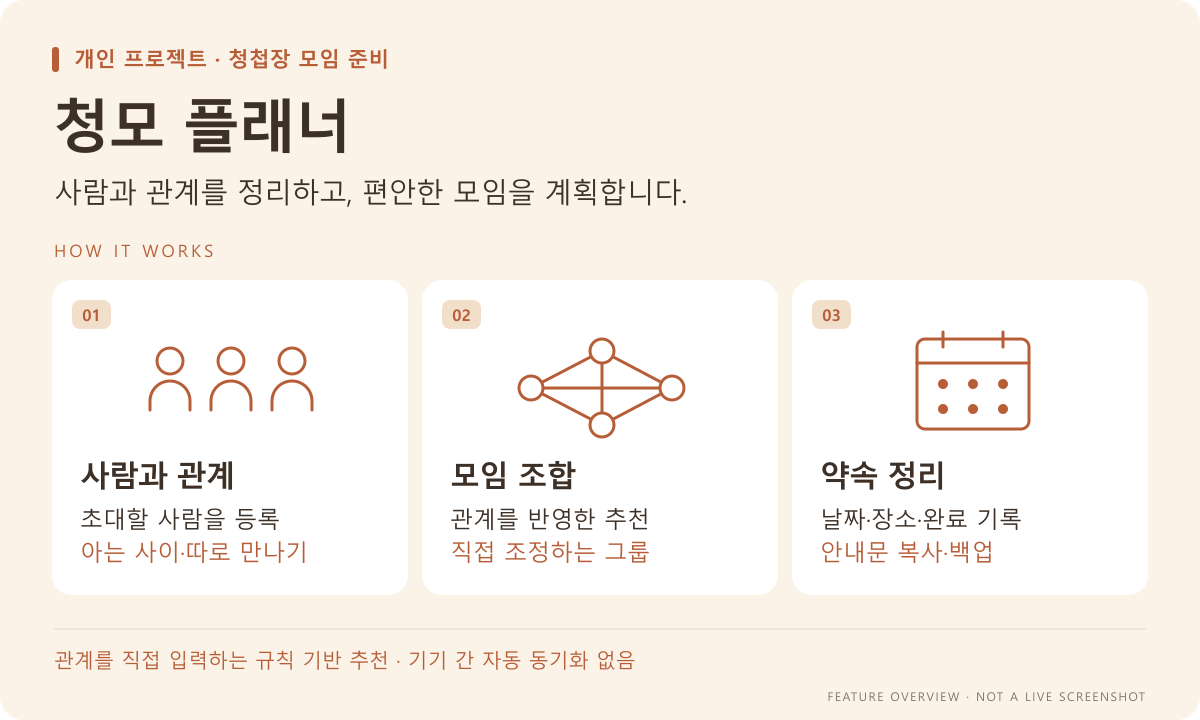 개인 프로젝트 · 청첩장 모임 준비
청모 플래너
사람과 관계를 정리하고, 편안한 모임을 계획합니다.
HOW IT WORKS
01
사람과 관계
초대할 사람을 등록
아는 사이·따로 만나기
02
모임 조합
관계를 반영한 추천
직접 조정하는 그룹
03
약속 정리
날짜·장소·완료 기록
안내문 복사·백업
관계를 직접 입력하는 규칙 기반 추천 · 기기 간 자동 동기화 없음
FEATURE OVERVIEW · NOT A LIVE SCREENSHOT